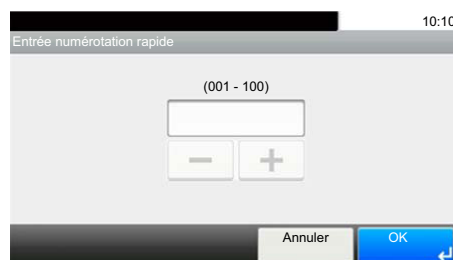 10:10
Entrée numérotation rapide
(001 - 100)
Annuler
OK